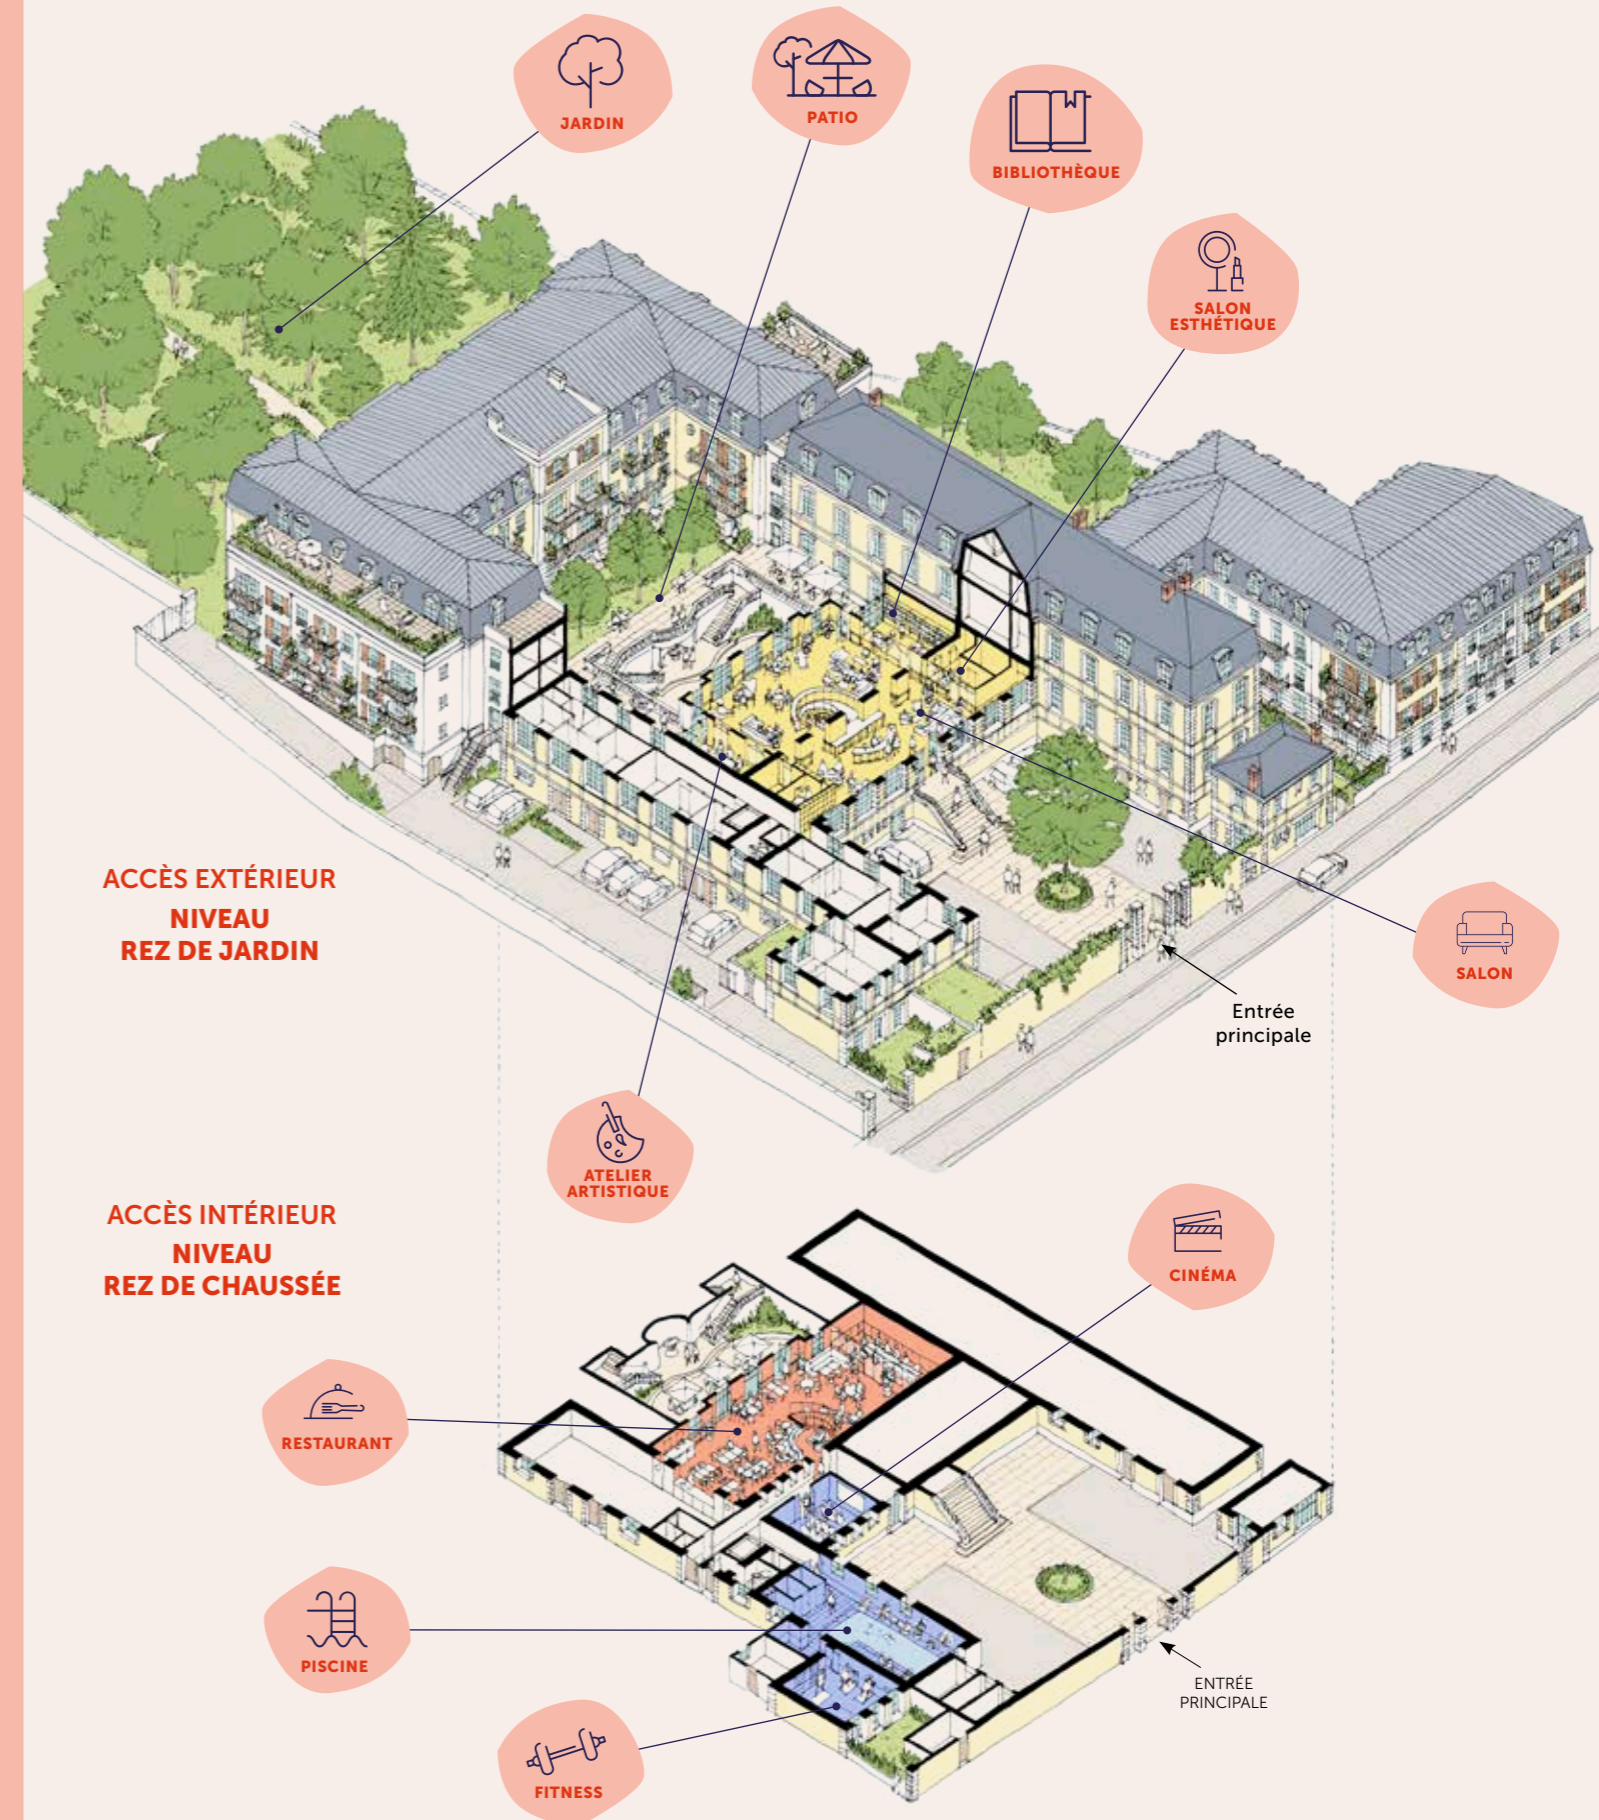 JARDIN
PATIO
BIBLIOTHÈQUE
SALON
ESTHÉTIQUE
ACCÈS EXTÉRIEUR
NIVEAU
REZ DE JARDIN
SALON
Entrée
principale
ATELIER
ARTISTIQUE
ACCÈS INTÉRIEUR
NIVEAU
REZ DE CHAUSSÉE
CINÉMA
RESTAURANT
PISCINE
ENTRÉE
PRINCIPALE
FITNESS